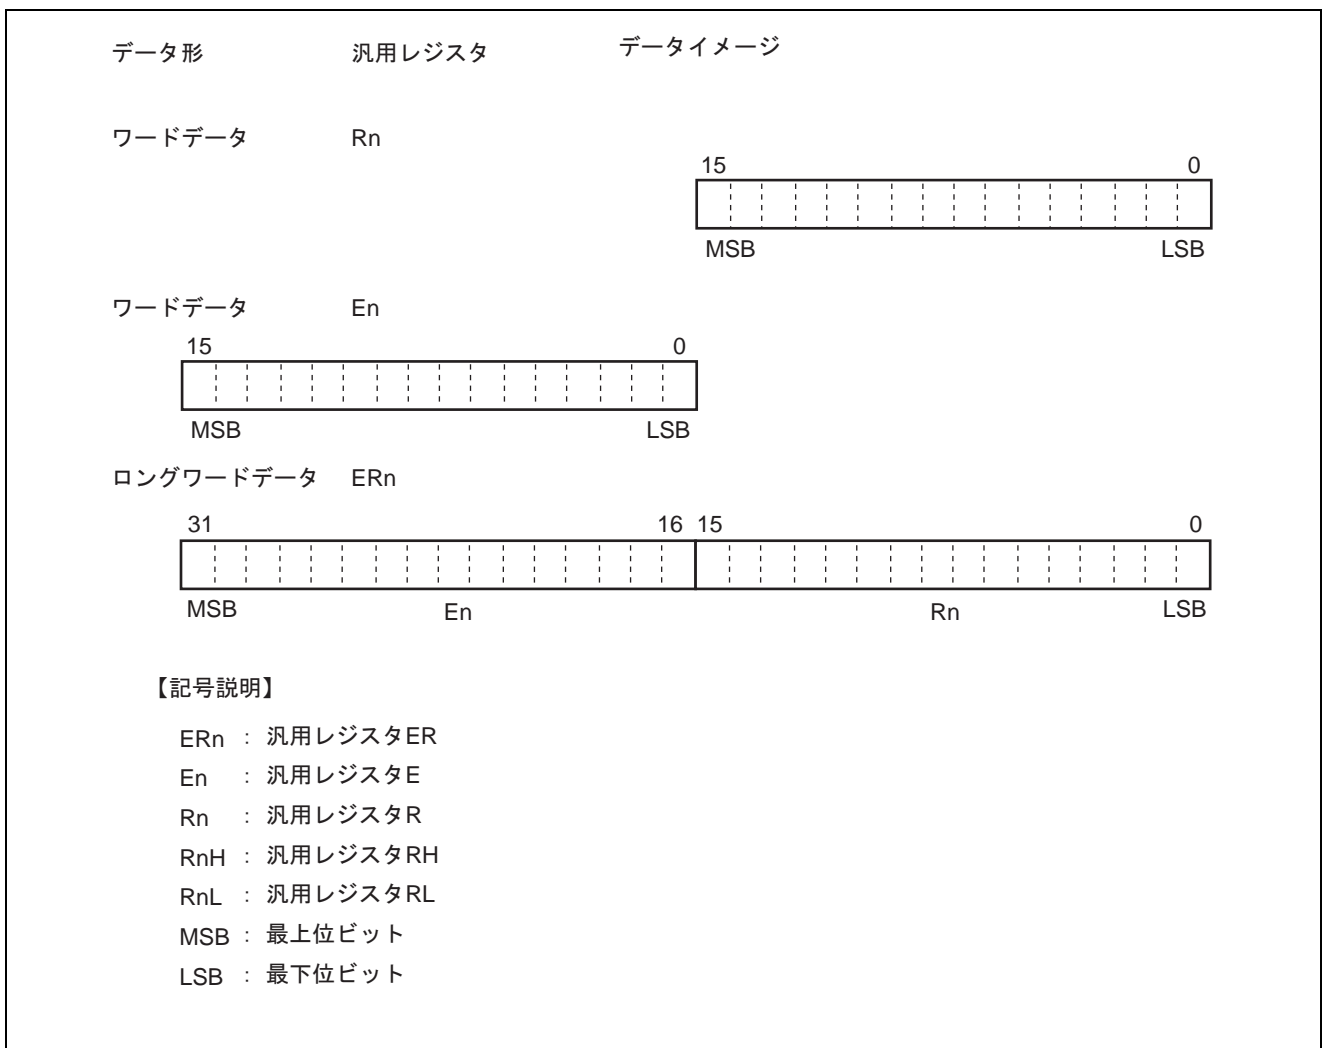 データ形 汎用レジスタ データイメージ
ワードデータ Rn
15 0
MSB LSB
ワードデータ En
15 0
MSB LSB
ロングワードデータ ERn
31 16 15 0
MSB En Rn LSB
【記号説明】
ERn : 汎用レジスタER
En : 汎用レジスタE
Rn : 汎用レジスタR
RnH : 汎用レジスタRH
RnL : 汎用レジスタRL
MSB : 最上位ビット
LSB : 最下位ビット